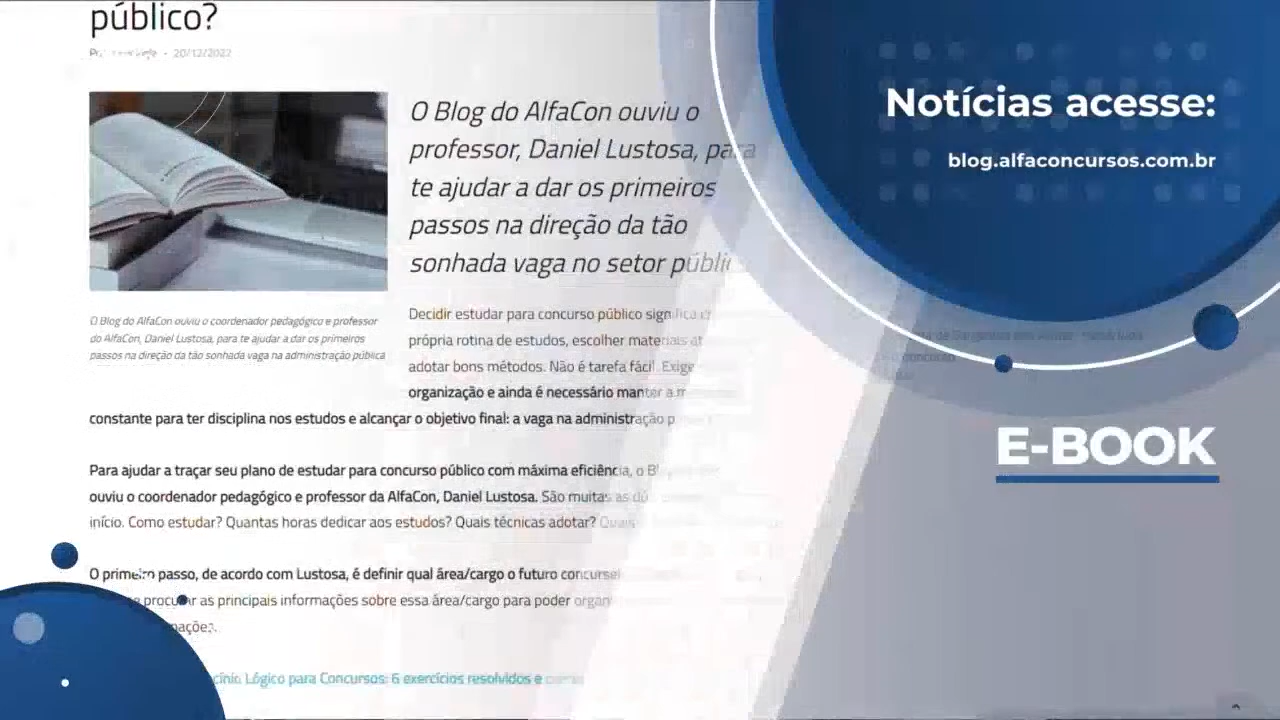 público?
20/12/2022
O Blog do AlfaCon ouviu o
professor, Daniel Lustosa, para
te ajudar a dar os primeiros
passos na direção da tão
sonhada vaga no setor públic
O Blog do AlfaCon ouviu o coordenador pedagógico e professor
do AlfaCon, Daniel Lustosa, para te ajudar a dar os primeiros
passos na direção da tão sonhada vaga na administração pública
Decidir estudar para concurso público significa
própria rotina de estudos, escolher materiais
adotar bons métodos. Não é tarefa fácil. Exige
organização e ainda é necessário manter a
constante para ter disciplina nos estudos e alcançar o objetivo final: a vaga na administração
Para ajudar a traçar seu plano de estudar para concurso público com máxima eficiência, o
ouviu o coordenador pedagógico e professor da AlfaCon, Daniel Lustosa. São muitas as
início. Como estudar? Quantas horas dedicar aos estudos? Quais técnicas adotar? Quais
O primeiro passo, de acordo com Lustosa, é definir qual área/cargo o futuro
procurar as principais informações sobre essa área/cargo para poder
Lógico para Concursos: 6 exercícios resolvidos e
Notícias acesse:
blog.alfaconcursos.com.br
E-BOOK